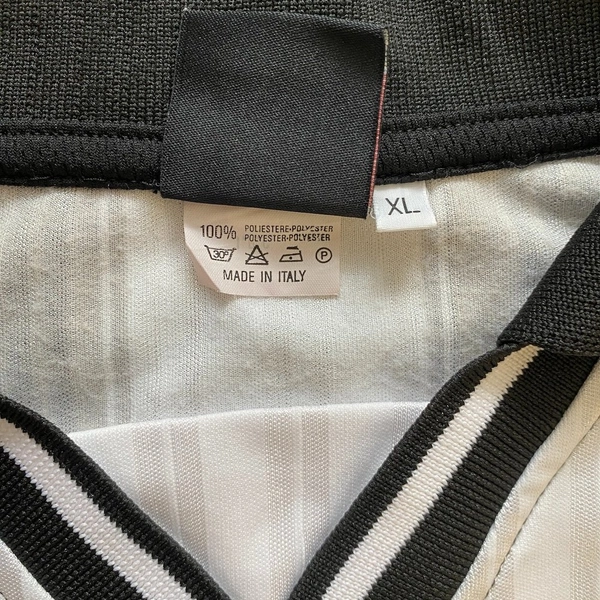 XL
100% POLIESTERE-POLYESTER
POLYESTER-POLYESTER
30° P
MADE IN ITALY